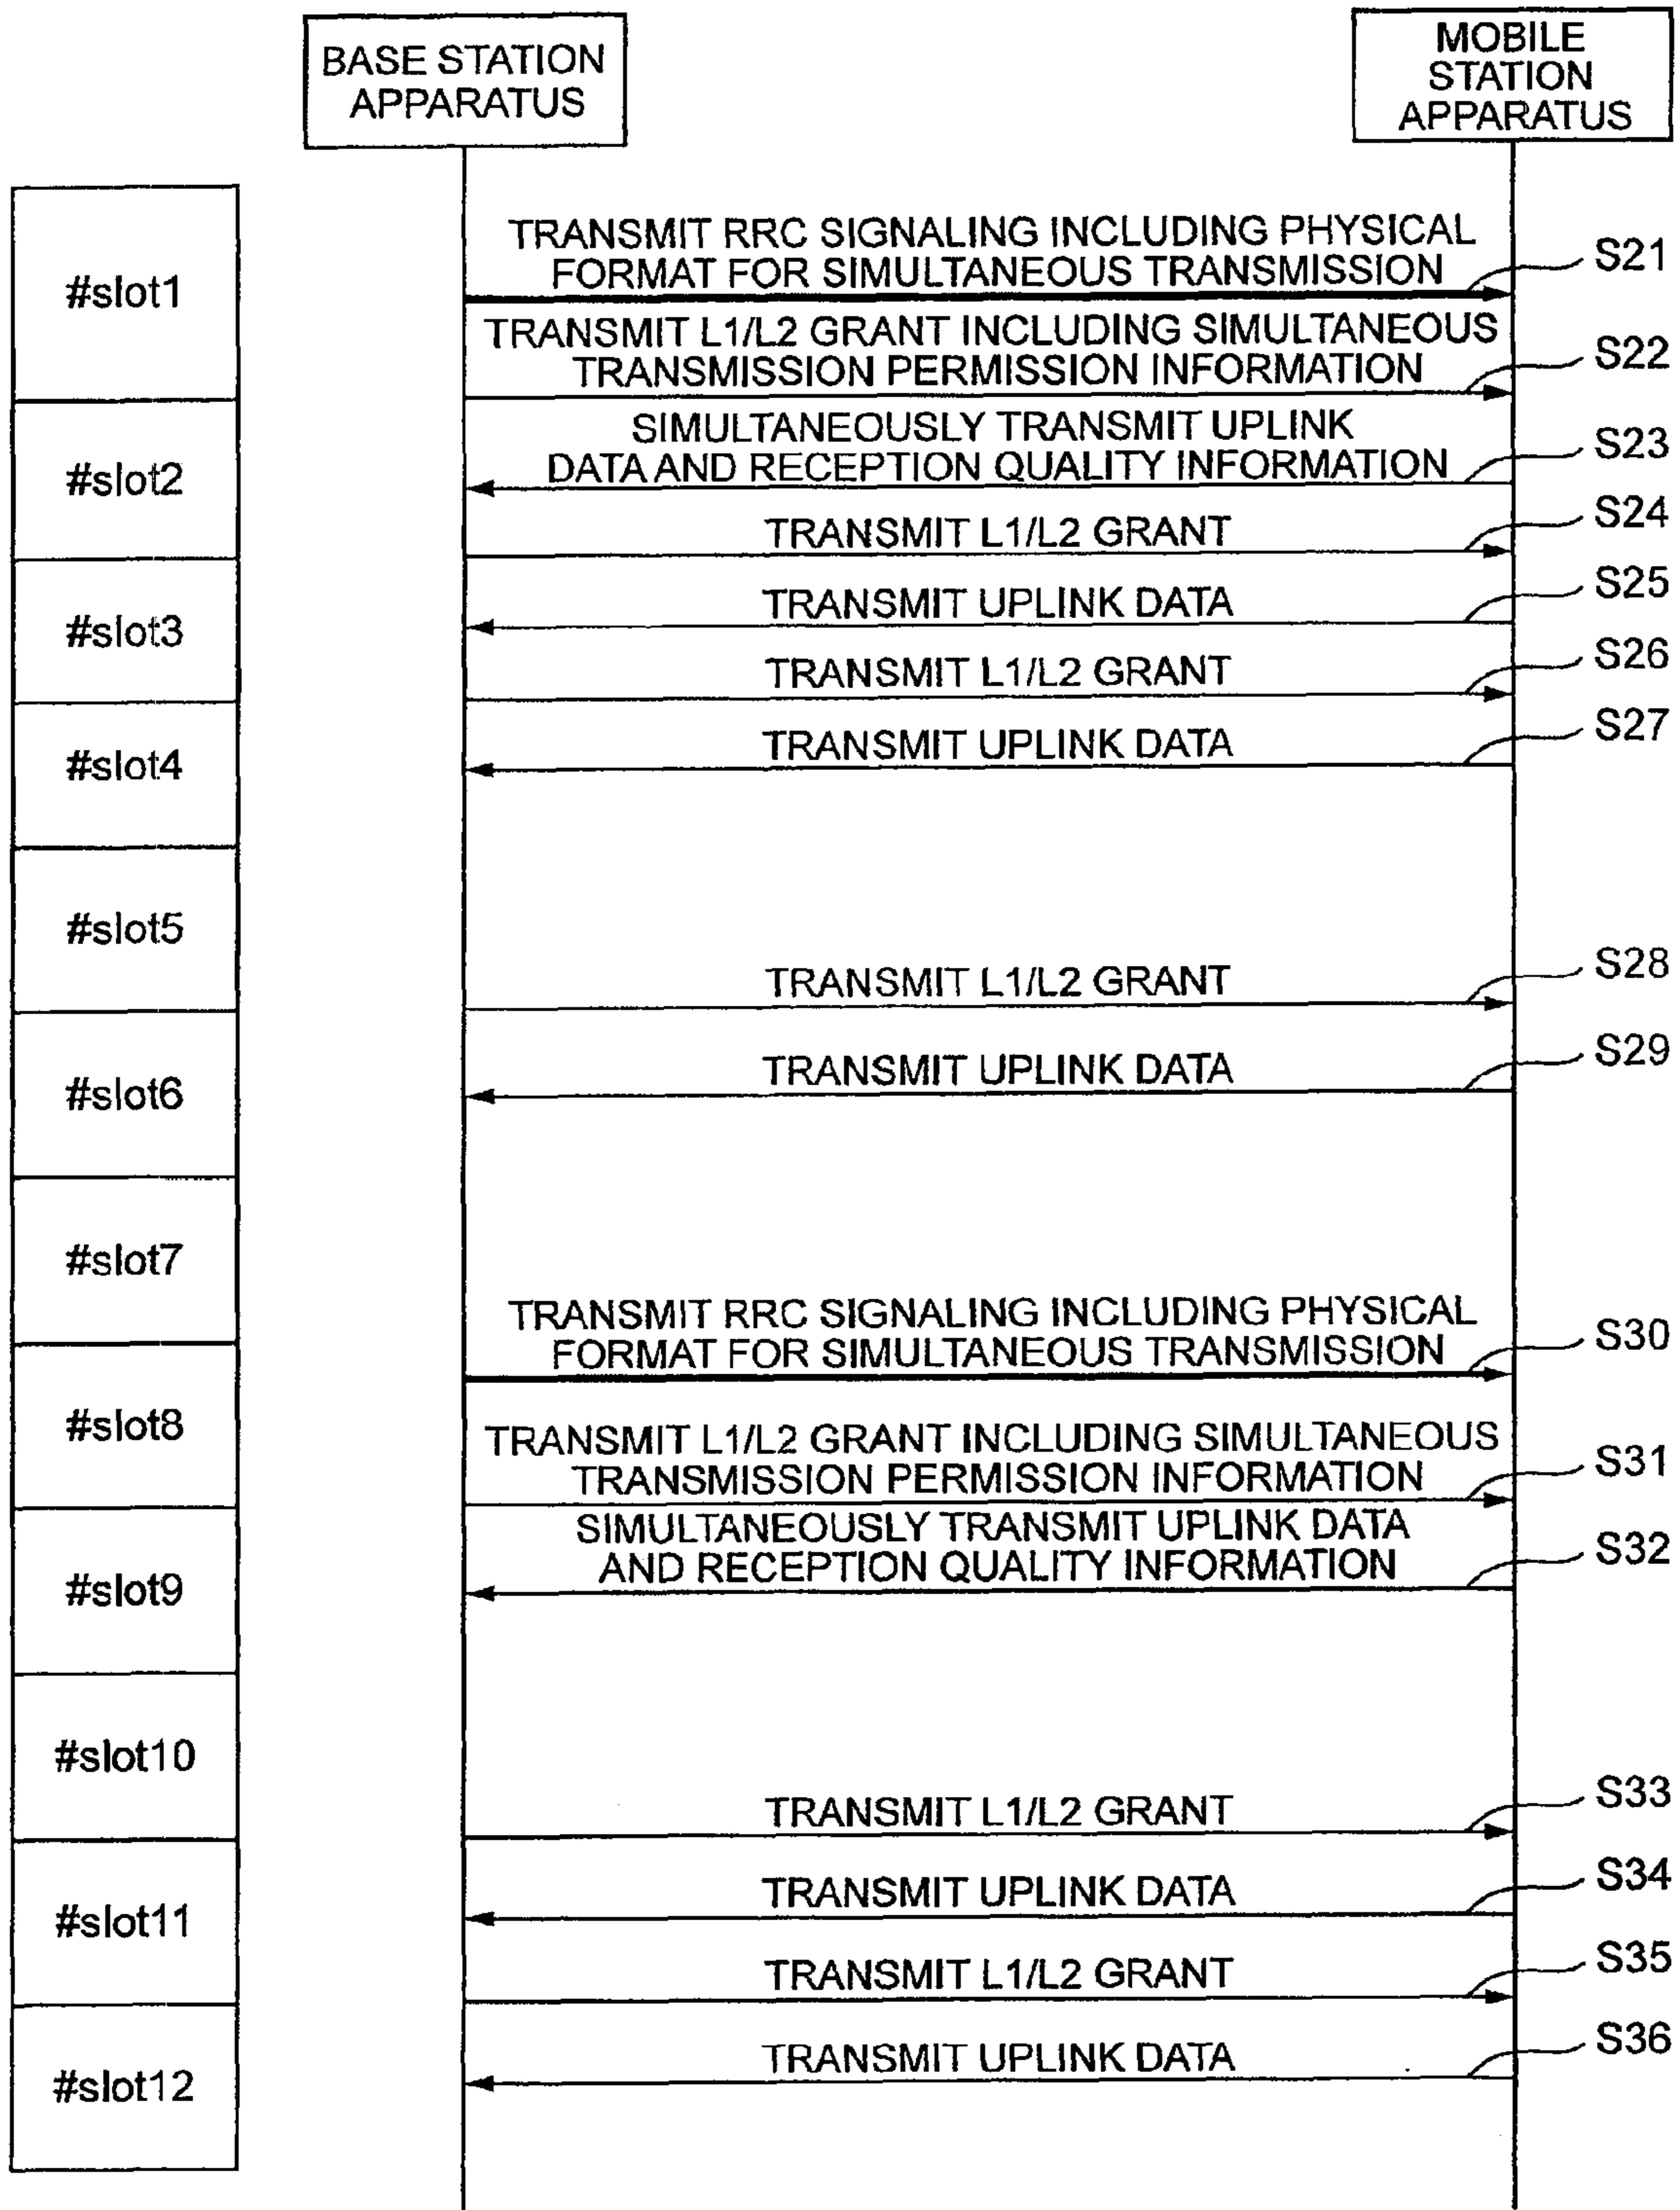 BASE STATION
APPARATUS
MOBILE
STATION
APPARATUS
#slot1
TRANSMIT RRC SIGNALING INCLUDING PHYSICAL
FORMAT FOR SIMULTANEOUS TRANSMISSION
S21
TRANSMIT L1/L2 GRANT INCLUDING SIMULTANEOUS
TRANSMISSION PERMISSION INFORMATION
S22
#slot2
SIMULTANEOUSLY TRANSMIT UPLINK
DATA AND RECEPTION QUALITY INFORMATION
S23
TRANSMIT L1/L2 GRANT
S24
#slot3
TRANSMIT UPLINK DATA
S25
TRANSMIT L1/L2 GRANT
S26
#slot4
TRANSMIT UPLINK DATA
S27
#slot5
TRANSMIT L1/L2 GRANT
S28
#slot6
TRANSMIT UPLINK DATA
S29
#slot7
TRANSMIT RRC SIGNALING INCLUDING PHYSICAL
FORMAT FOR SIMULTANEOUS TRANSMISSION
S30
#slot8
TRANSMIT L1/L2 GRANT INCLUDING SIMULTANEOUS
TRANSMISSION PERMISSION INFORMATION
S31
#slot9
SIMULTANEOUSLY TRANSMIT UPLINK DATA
AND RECEPTION QUALITY INFORMATION
S32
#slot10
TRANSMIT L1/L2 GRANT
S33
#slot11
TRANSMIT UPLINK DATA
S34
TRANSMIT L1/L2 GRANT
S35
#slot12
TRANSMIT UPLINK DATA
S36